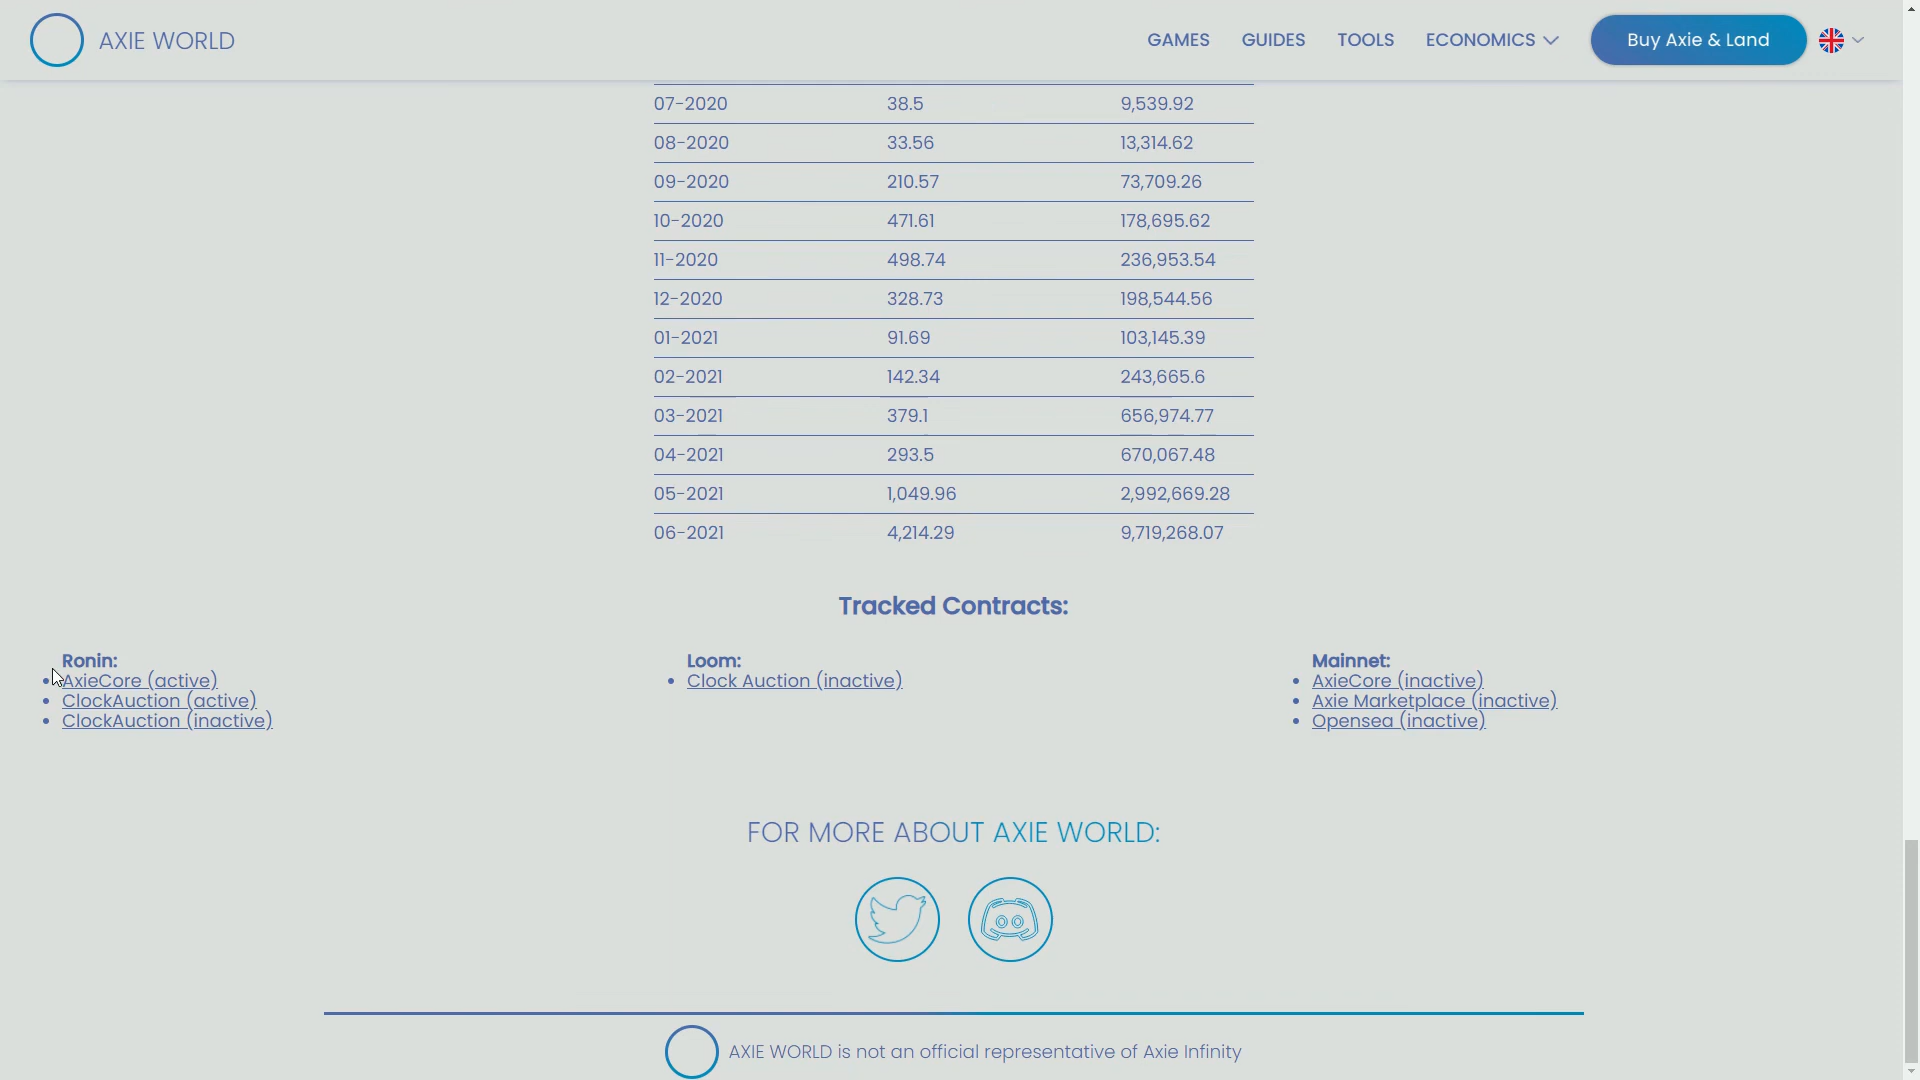 AXIE WORLD
GAMES GUIDES TOOLS ECONOMICS Buy Axie & Land
07-2020 38.5 9,539.92
08-2020 33.56 13,314.62
09-2020 210.57 73,709.26
10-2020 471.61 178,695.62
11-2020 498.74 236,953.54
12-2020 328.73 198,544.56
01-2021 91.69 103,145.39
02-2021 142.34 243,665.6
03-2021 379.1 656,974.77
04-2021 293.5 670,067.48
05-2021 1,049.96 2,992,669.28
06-2021 4,214.29 9,719,268.07
Tracked Contracts:
Ronin:
AxieCore (active)
ClockAuction (active)
ClockAuction (inactive)
Loom:
Clock Auction (inactive)
Mainnet:
AxieCore (inactive)
Axie Marketplace (inactive)
Opensea (inactive)
FOR MORE ABOUT AXIE WORLD:
AXIE WORLD is not an official representative of Axie Infinity